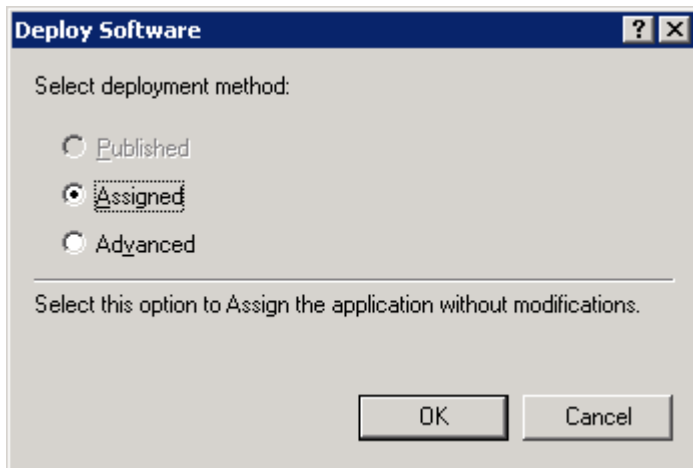 Deploy Software
Select deployment method:
Published
Assigned
Advanced
Select this option to Assign the application without modifications.
OK
Cancel